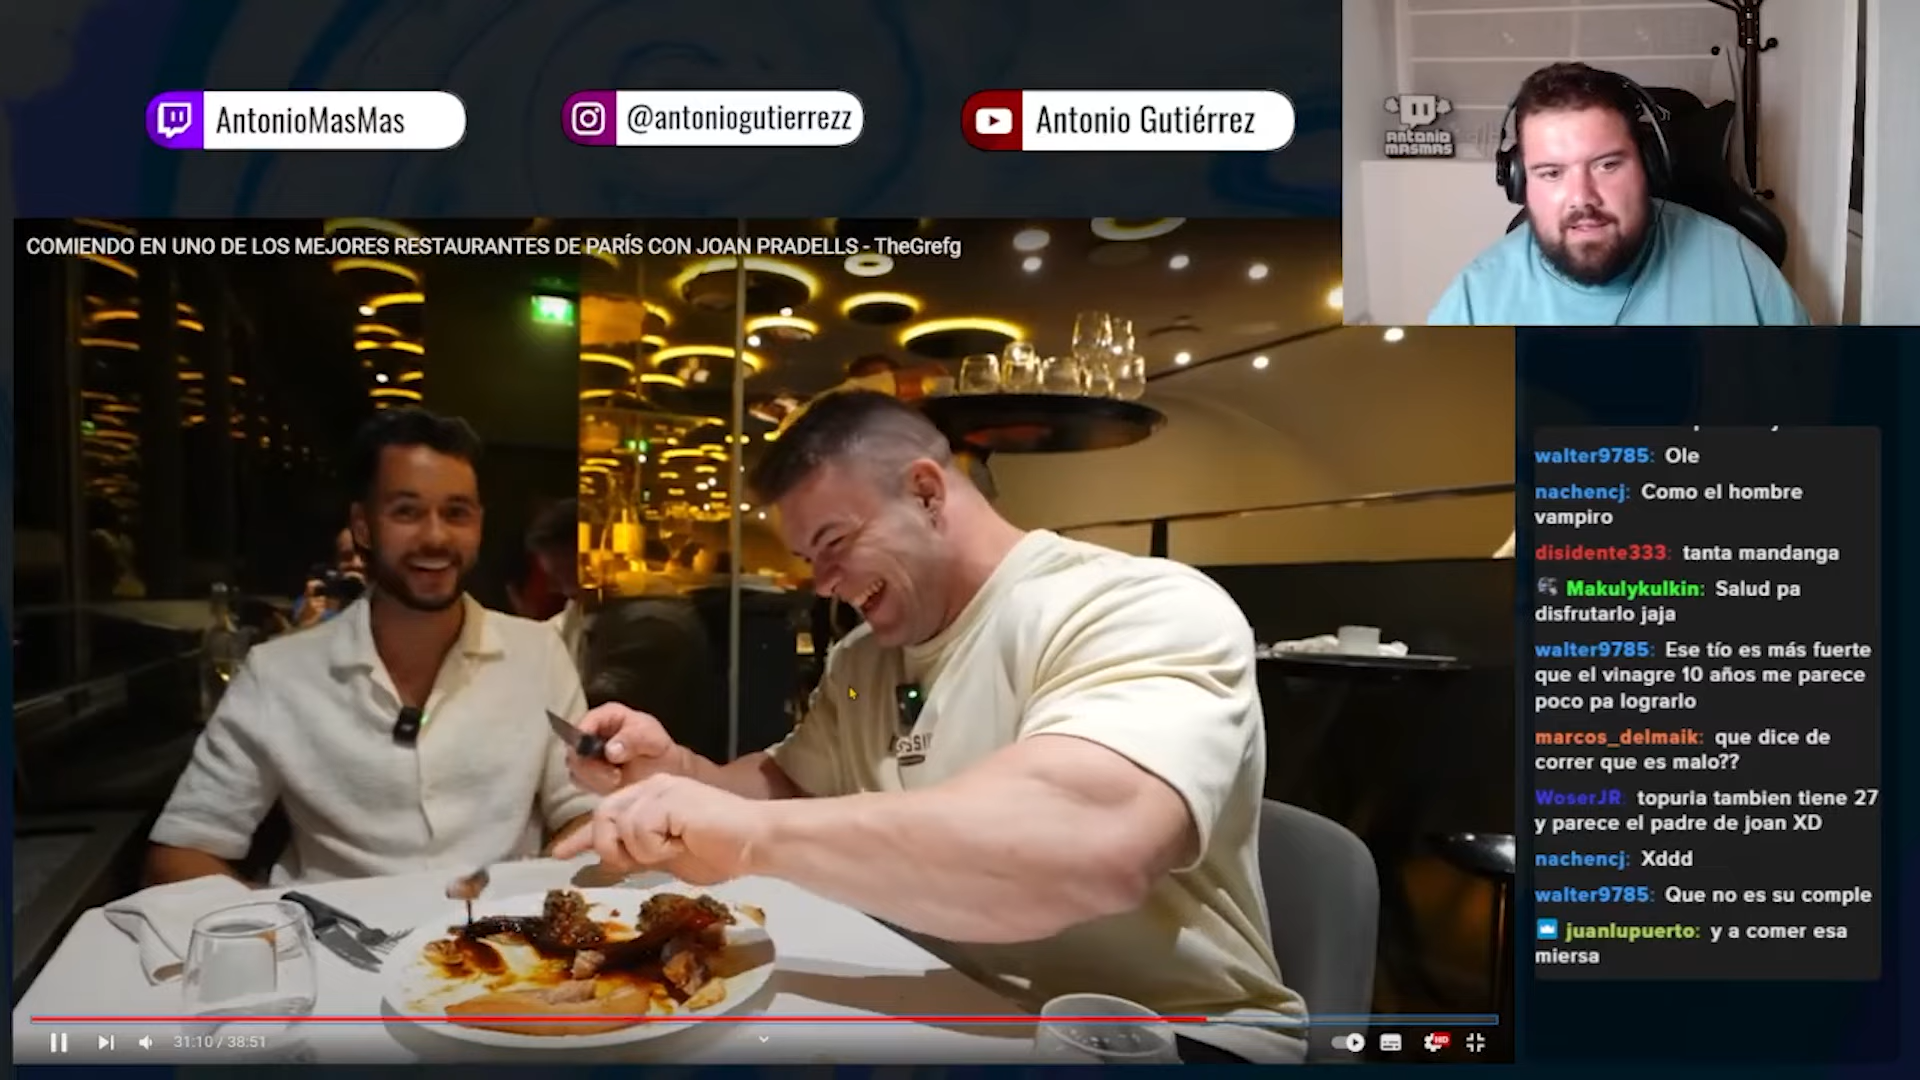 AntonioMasMas
@antoniogutierrezz
Antonio Gutiérrez
ANTONIO
MASMAS
COMIENDO EN UNO DE LOS MEJORES RESTAURANTES DE PARÍS CON JOAN PRADELLS - TheGrefg
walter9785: Ole
nachencj: Como el hombre
vampiro
disidente333: tanta mandanga
Makulykulkin: Salud pa
disfrutarlo jaja
walter9785: Ese tío es más fuerte
que el vinagre 10 años me parece
poco pa lograrlo
marcos_delmaik: que dice de
correr que es malo??
WoserJR: topuria tambien tiene 27
y parece el padre de joan XD
nachencj: Xddd
walter9785: Que no es su comple
juanlupuerto: y a comer esa
miersa
31:10 / 38:51
HD